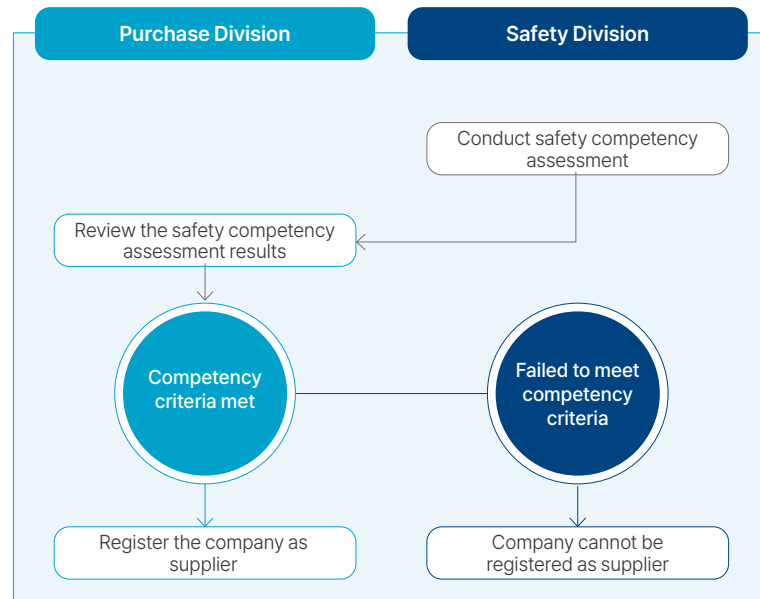 Purchase Division
Safety Division
Conduct safety competency
assessment
Review the safety competency
assessment results
Competency
criteria met
Failed to meet
competency
criteria
Register the company as
supplier
Company cannot be
registered as supplier